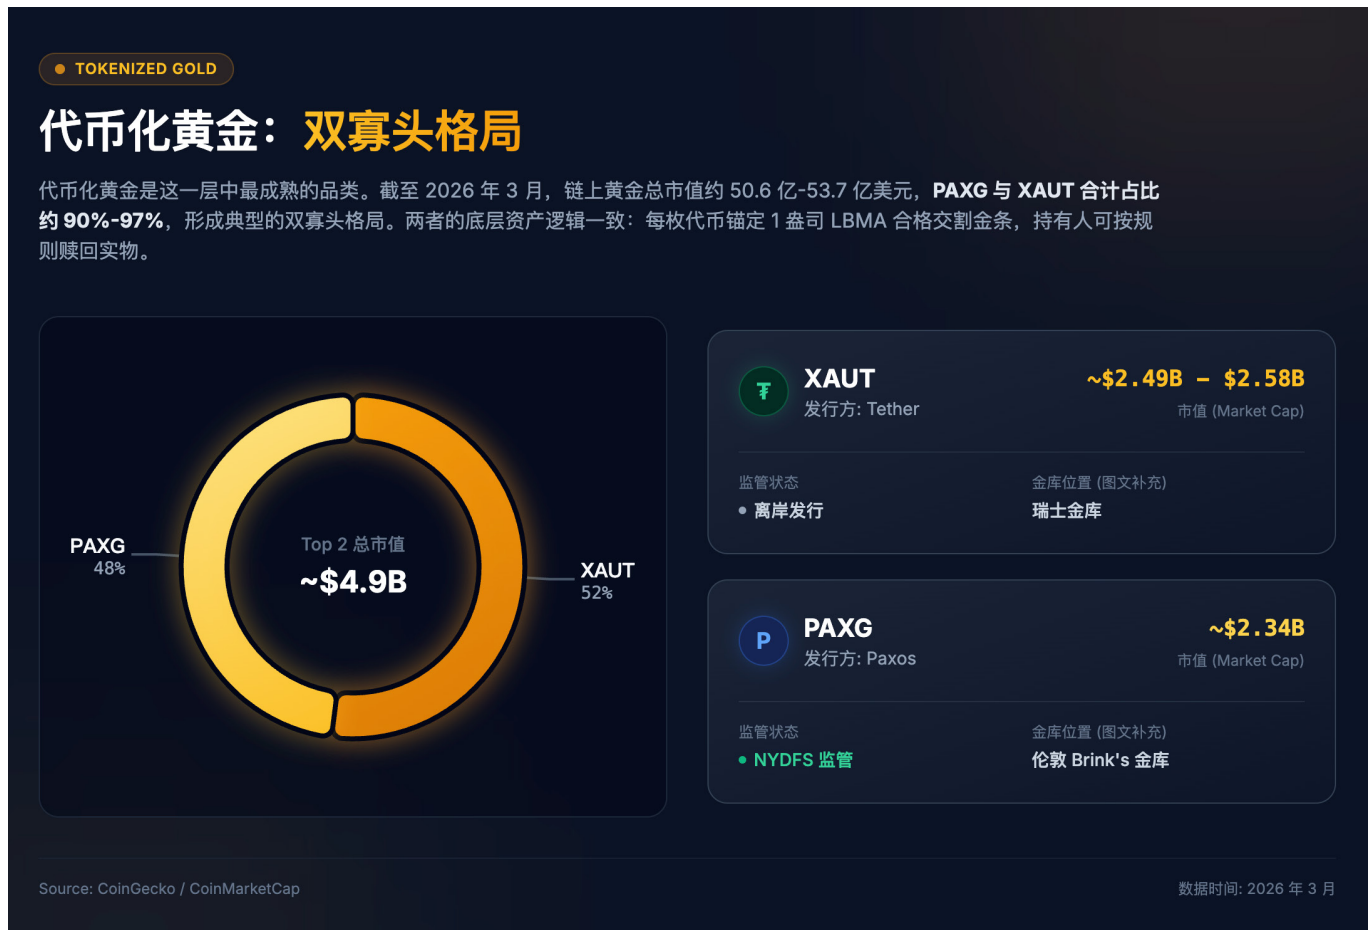 TOKENIZED GOLD
代币化黄金：双寡头格局
代币化黄金是这一层中最成熟的品类。截至 2026 年 3 月，链上黄金总市值约 50.6 亿-53.7 亿美元，PAXG 与 XAUT 合计占比
约 90%-97%，形成典型的双寡头格局。两者的底层资产逻辑一致：每枚代币锚定 1 盎司 LBMA 合格交割金条，持有人可按规
则赎回实物。
PAXG
48%
Top 2 总市值
~$4.9B
XAUT
52%
₮
XAUT
发行方: Tether
~$2.49B – $2.58B
市值 (Market Cap)
监管状态
离岸发行
金库位置 (图文补充)
瑞士金库
P
PAXG
发行方: Paxos
~$2.34B
市值 (Market Cap)
监管状态
NYDFS 监管
金库位置 (图文补充)
伦敦 Brink's 金库
Source: CoinGecko / CoinMarketCap
数据时间: 2026 年 3 月